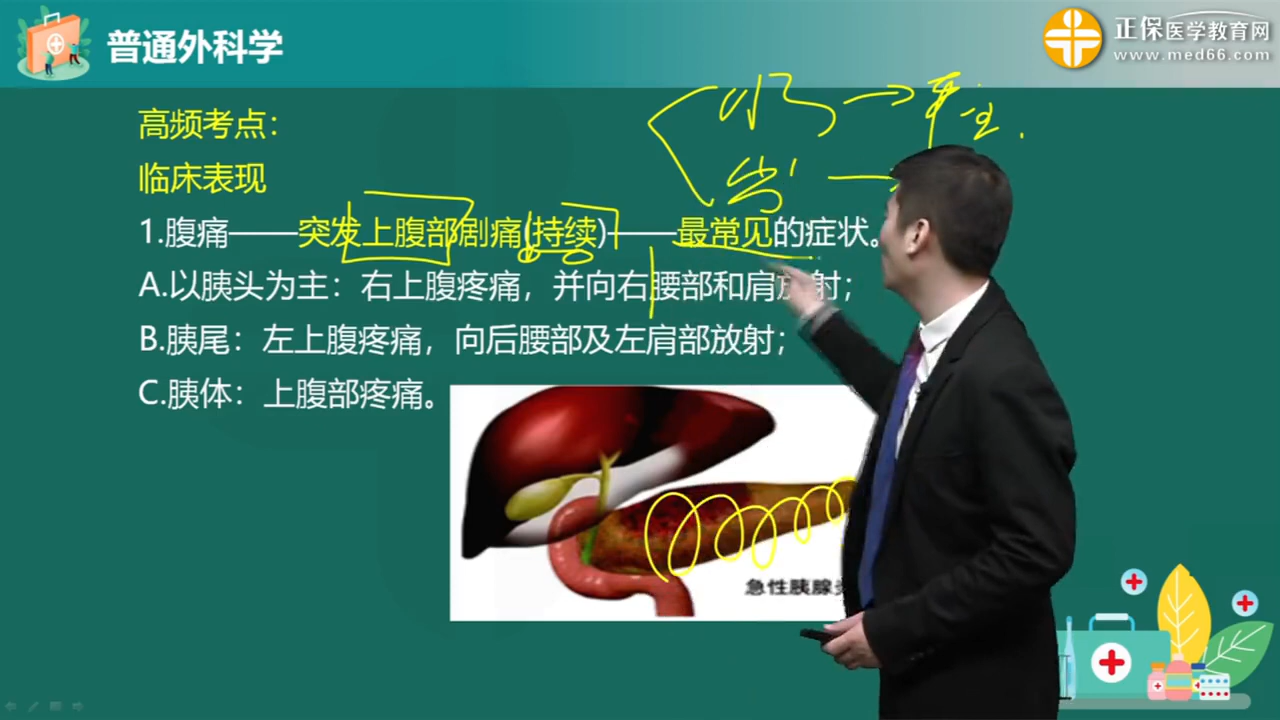 普通外科学
正保医学教育网
www.med66.com
高频考点：
临床表现
1.腹痛——突发上腹部剧痛(持续)——最常见的症状。
A.以胰头为主：右上腹疼痛，并向右腰部和肩放射；
B.胰尾：左上腹疼痛，向后腰部及左肩部放射；
C.胰体：上腹部疼痛。
急性胰腺